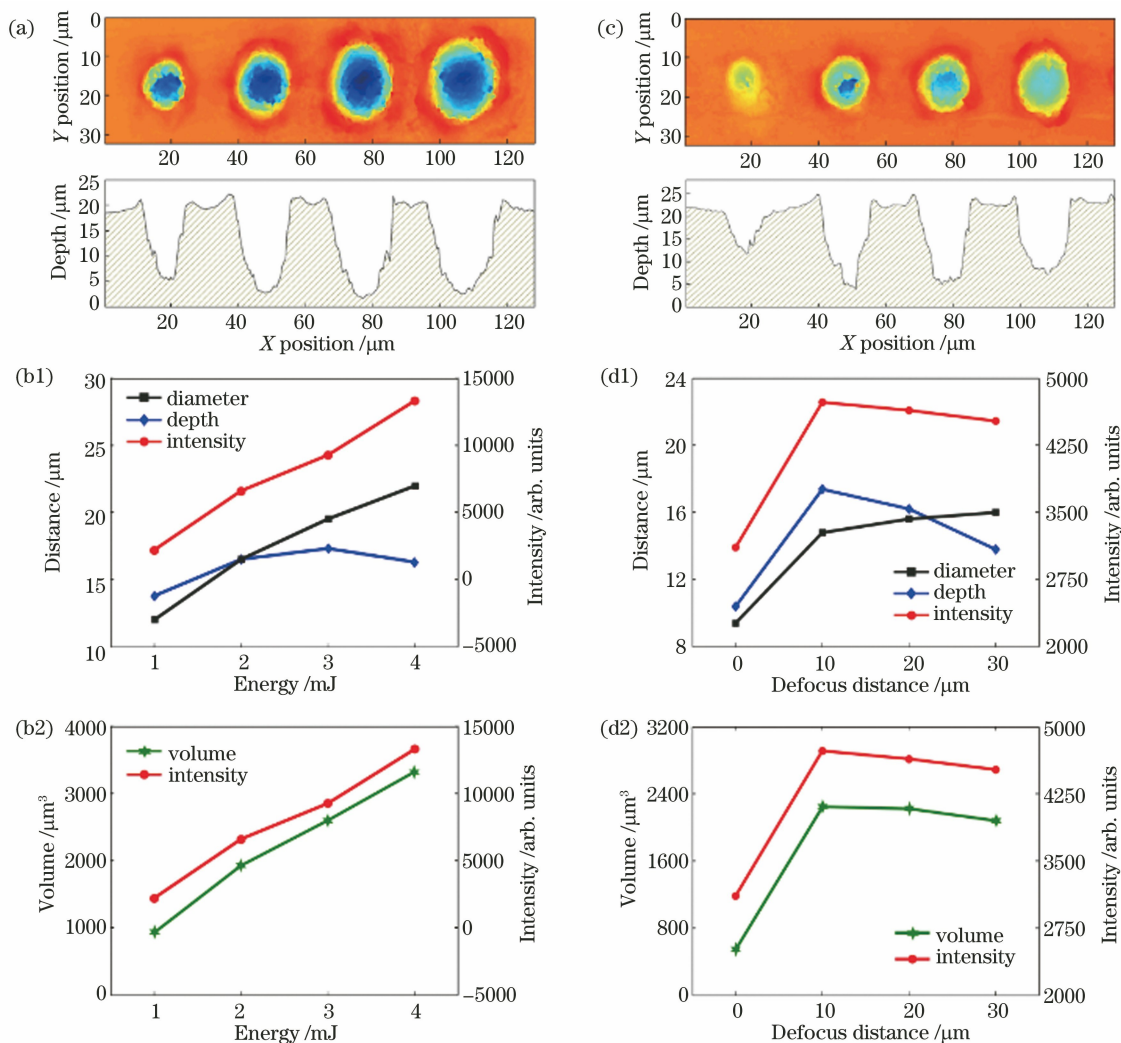 (a)
Y position /μm
0
10
20
30
20 40 60 80 100 120
Depth /μm
25
20
15
10
5
0
20 40 60 80 100 120
X position /μm
(c)
Y position /μm
0
10
20
30
20 40 60 80 100 120
Depth /μm
25
20
15
10
5
0
20 40 60 80 100 120
X position /μm
(b1)
Distance /μm
30
25
20
15
10
diameter
depth
intensity
15000
10000
5000
0
−5000
Intensity /arb. units
1 2 3 4
Energy /mJ
(d1)
Distance /μm
24
20
16
12
8
diameter
depth
intensity
5000
4250
3500
2750
2000
Intensity /arb. units
0 10 20 30
Defocus distance /μm
(b2)
Volume /μm³
4000
3000
2000
1000
0
volume
intensity
15000
10000
5000
0
−5000
Intensity /arb. units
1 2 3 4
Energy /mJ
(d2)
Volume /μm³
3200
2400
1600
800
0
volume
intensity
5000
4250
3500
2750
2000
Intensity /arb. units
0 10 20 30
Defocus distance /μm